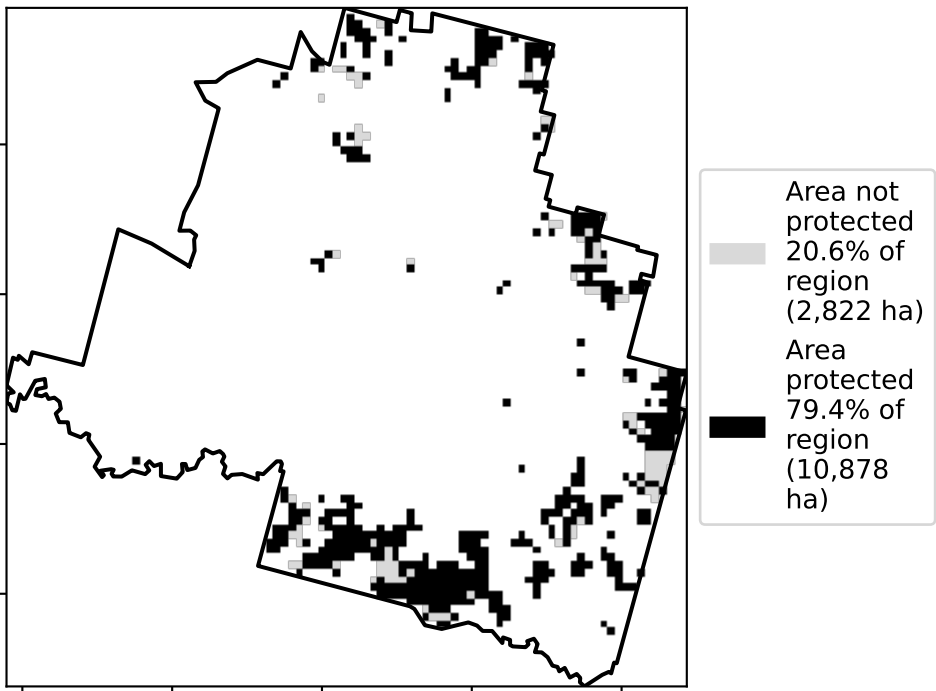 Area not
protected
20.6% of
region
(2,822 ha)
Area
protected
79.4% of
region
(10,878
ha)